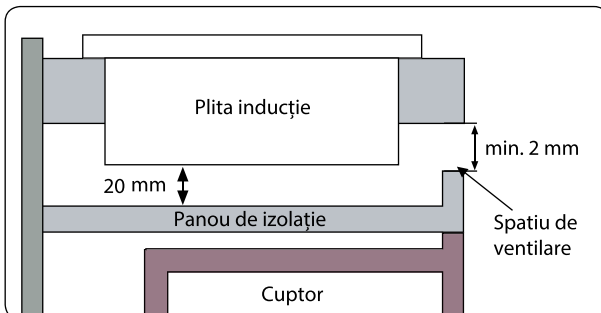 Plita inducție
min. 2 mm
20 mm
Panou de izolație
Spatiu de
ventilare
Cuptor